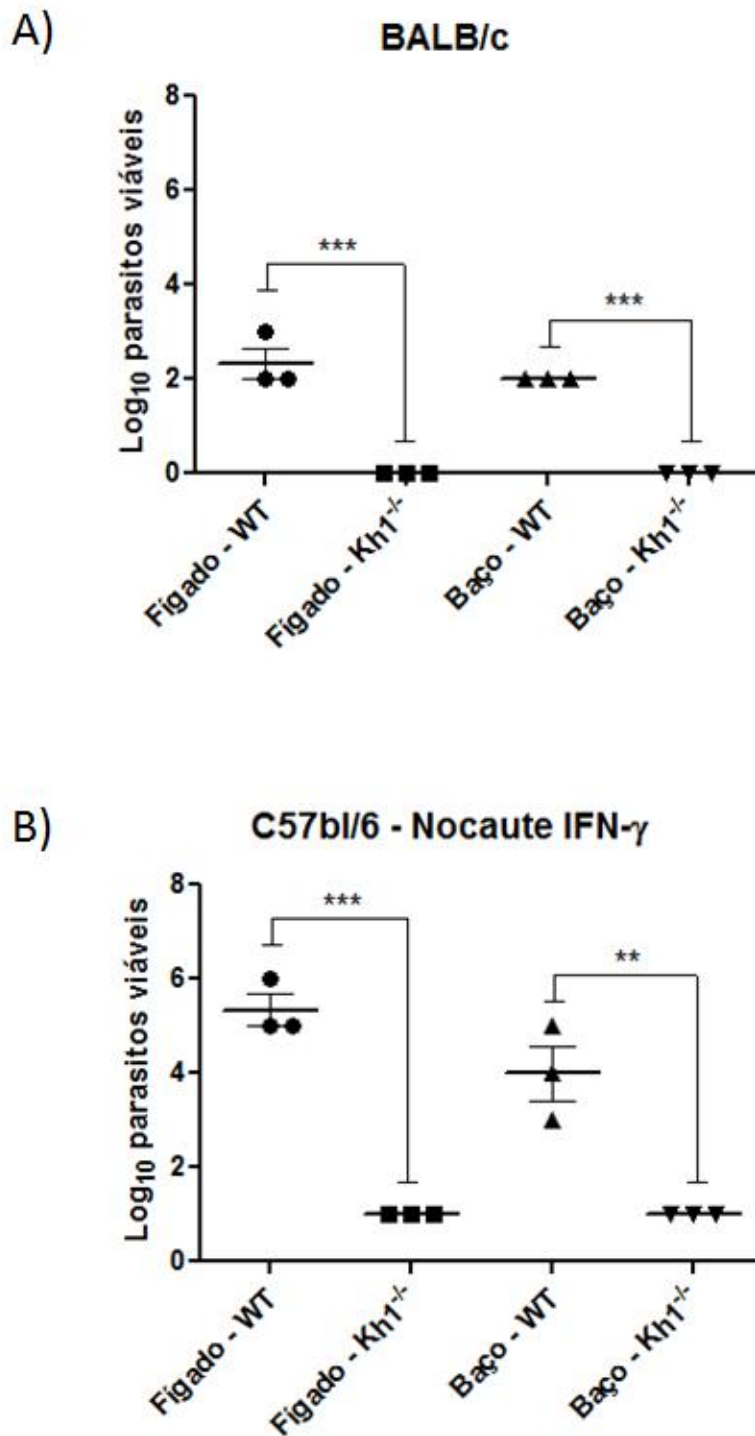 A)
BALB/c
Log10 parasitos viáveis
8
6
4
2
0
***
***
Fígado - WT
Fígado - Kh1-/-
Baço - WT
Baço - Kh1-/-
B)
C57bl/6 - Nocaute IFN-γ
Log10 parasitos viáveis
8
6
4
2
0
***
**
Fígado - WT
Fígado - Kh1-/-
Baço - WT
Baço - Kh1-/-